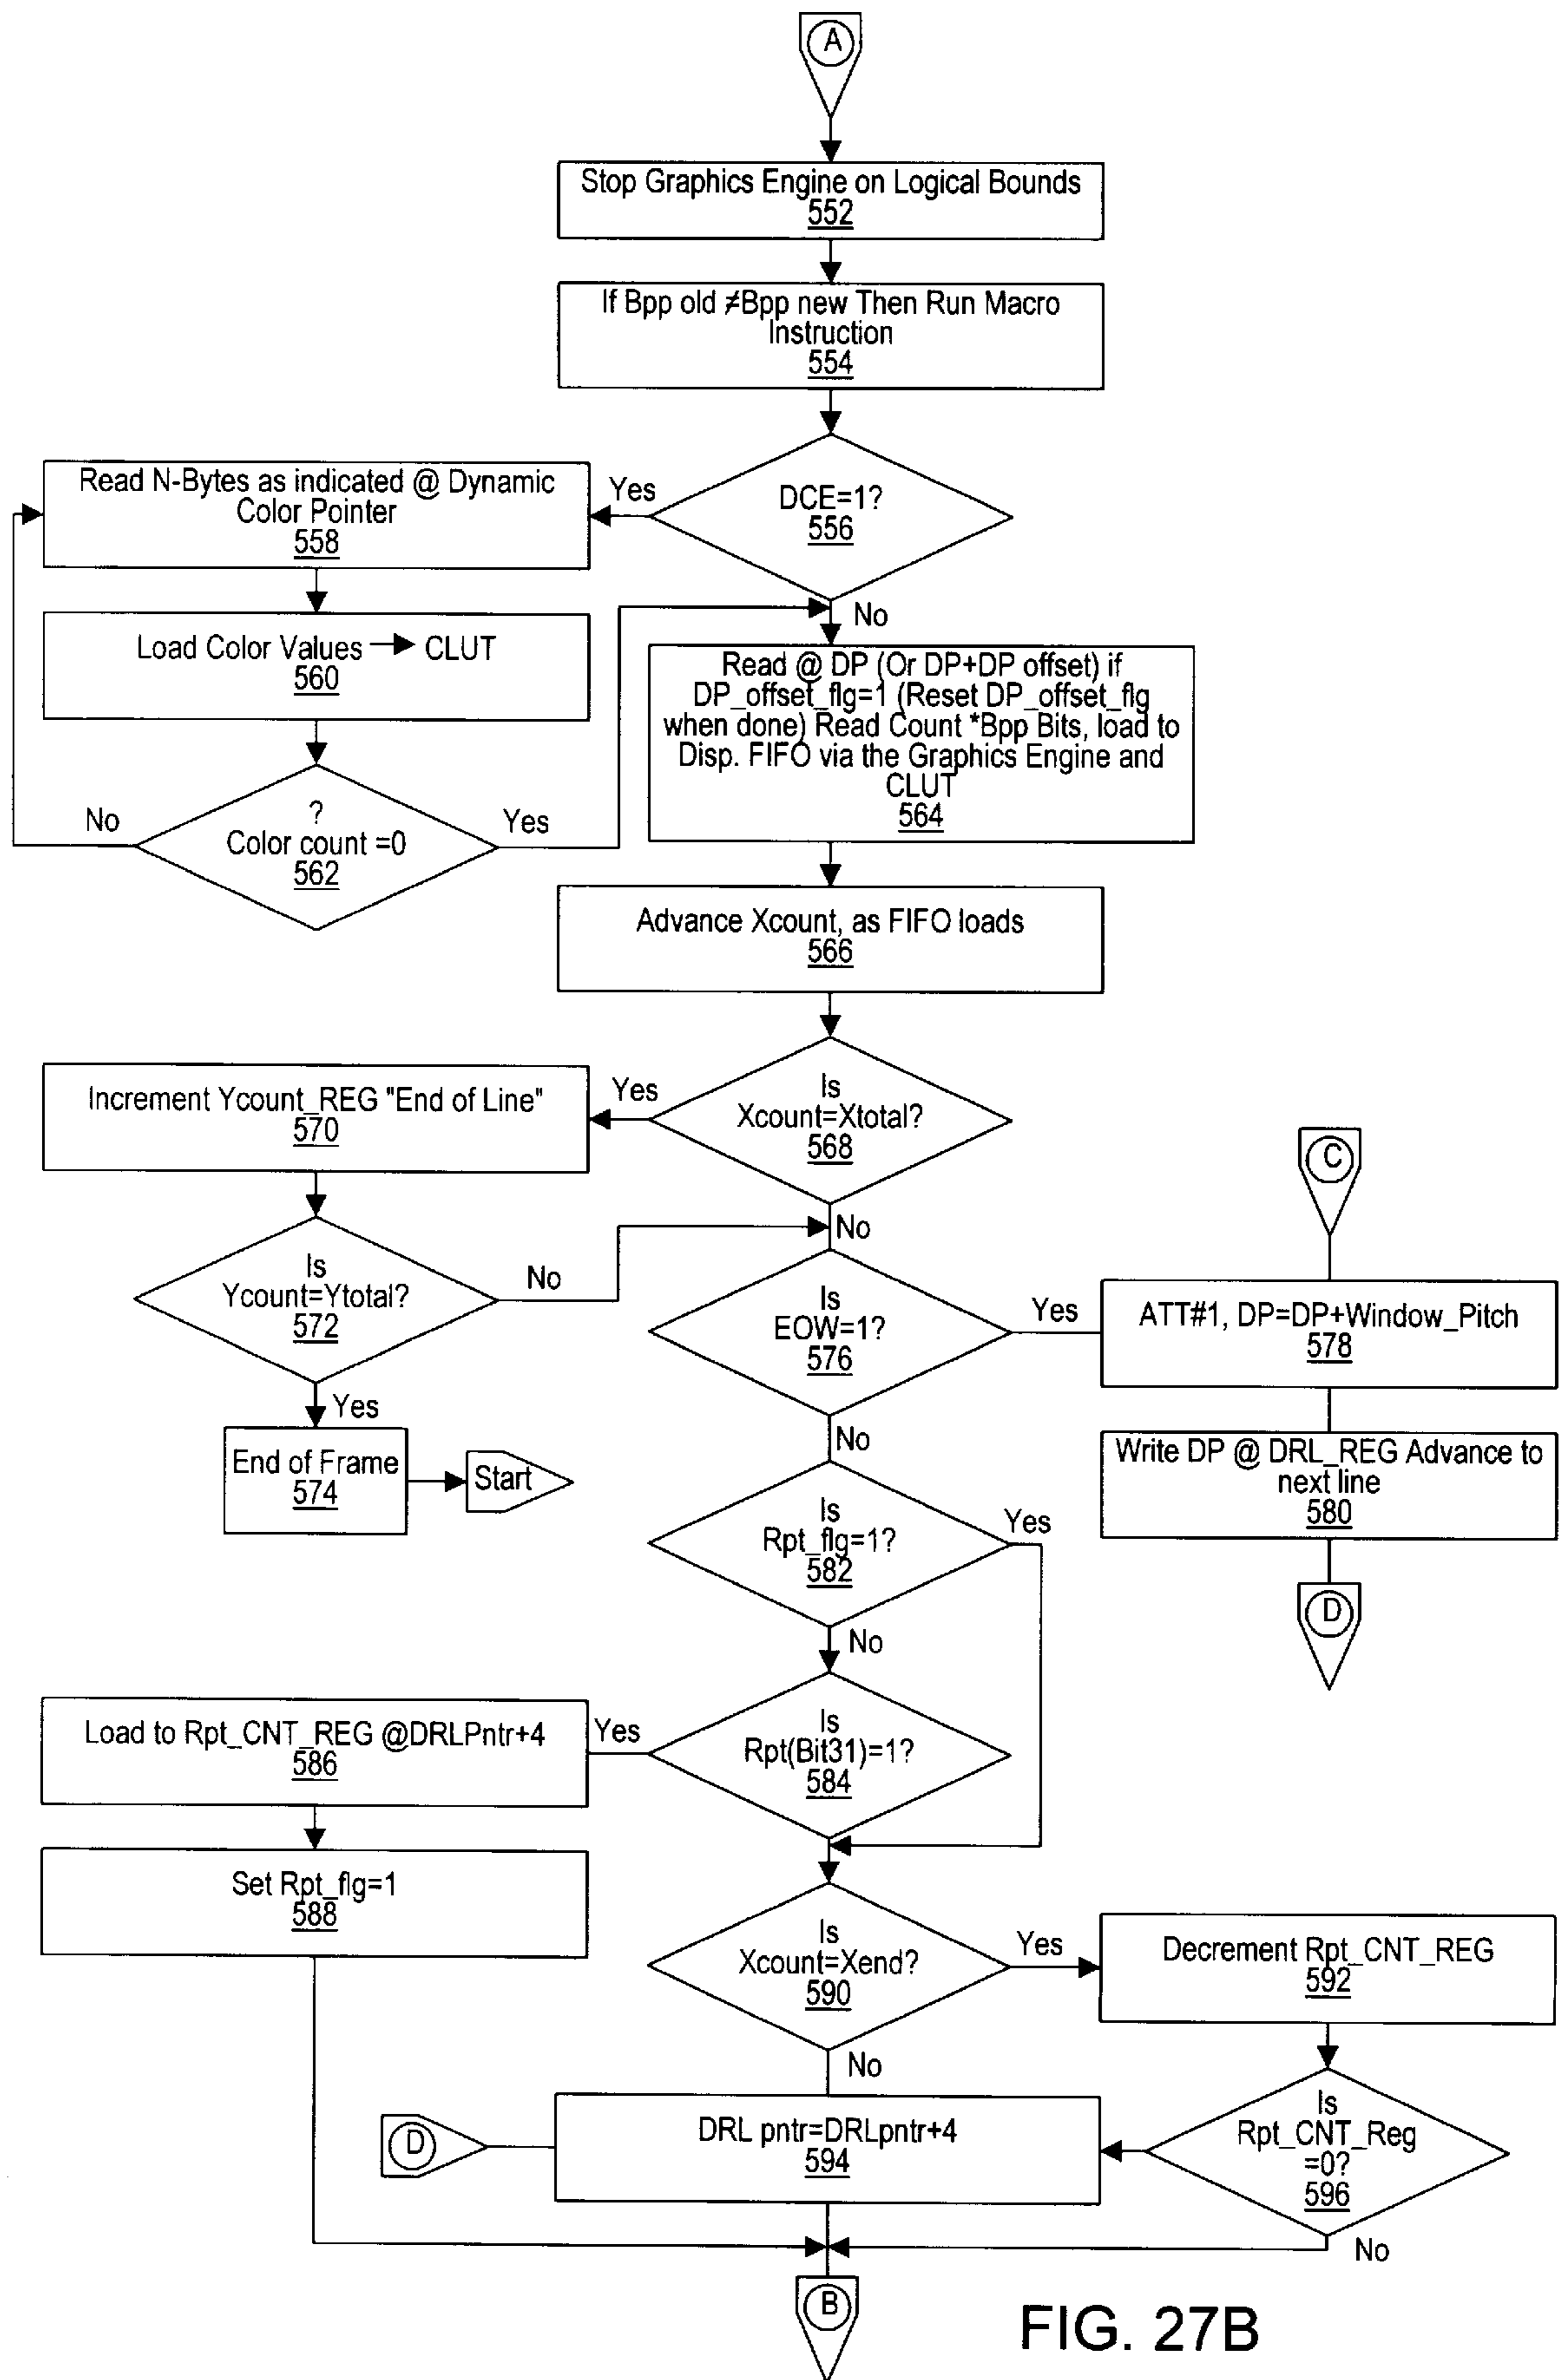 A
Stop Graphics Engine on Logical Bounds
552
If Bpp old ≠Bpp new Then Run Macro
Instruction
554
DCE=1?
556
Yes
No
Read N-Bytes as indicated @ Dynamic
Color Pointer
558
Load Color Values → CLUT
560
?
Color count =0
562
No
Yes
Read @ DP (Or DP+DP offset) if
DP_offset_flg=1 (Reset DP_offset_flg
when done) Read Count *Bpp Bits, load to
Disp. FIFO via the Graphics Engine and
CLUT
564
Advance Xcount, as FIFO loads
566
Is
Xcount=Xtotal?
568
Yes
No
Increment Ycount_REG "End of Line"
570
Is
Ycount=Ytotal?
572
No
Yes
End of Frame
574
Start
Is
EOW=1?
576
Yes
No
C
ATT#1, DP=DP+Window_Pitch
578
Write DP @ DRL_REG Advance to
next line
580
D
Is
Rpt_flg=1?
582
Yes
No
Is
Rpt(Bit31)=1?
584
Yes
Load to Rpt_CNT_REG @DRLPntr+4
586
Set Rpt_flg=1
588
Is
Xcount=Xend?
590
Yes
No
Decrement Rpt_CNT_REG
592
Is
Rpt_CNT_Reg
=0?
596
No
D
DRL pntr=DRLpntr+4
594
B
FIG. 27B